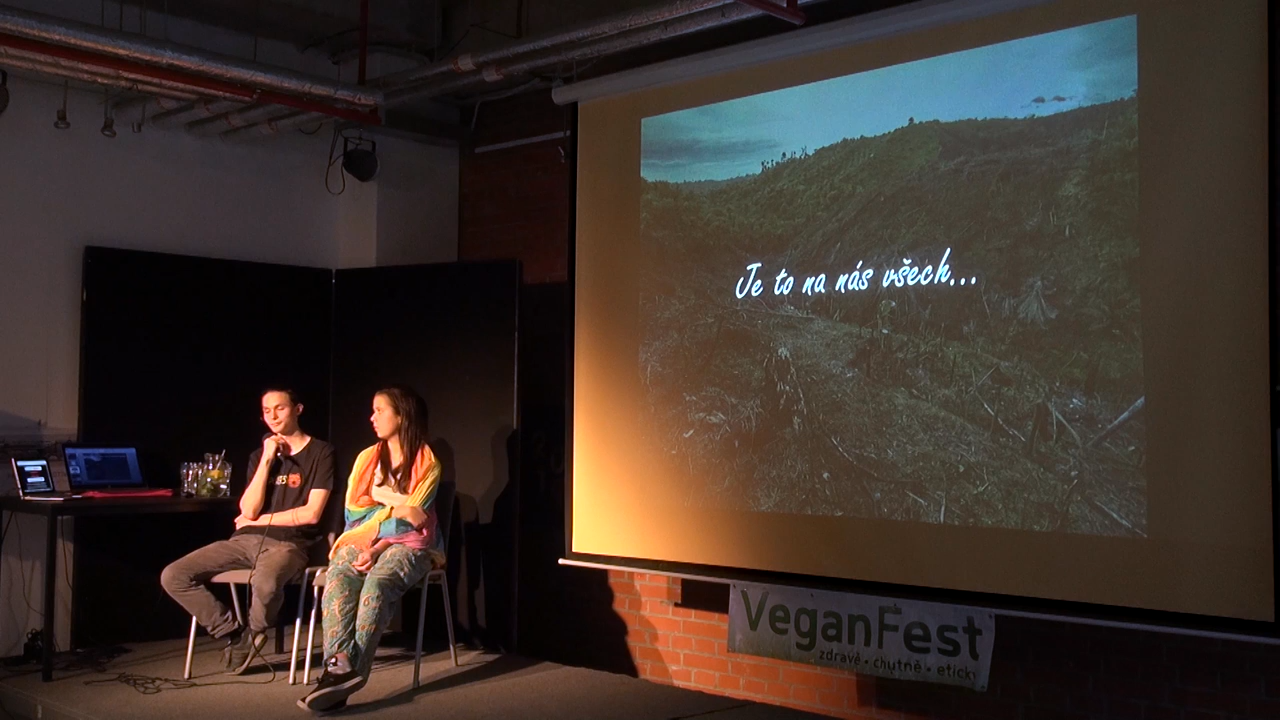 Je to na nás všech...
VeganFest
zdravě • chutně • eticky